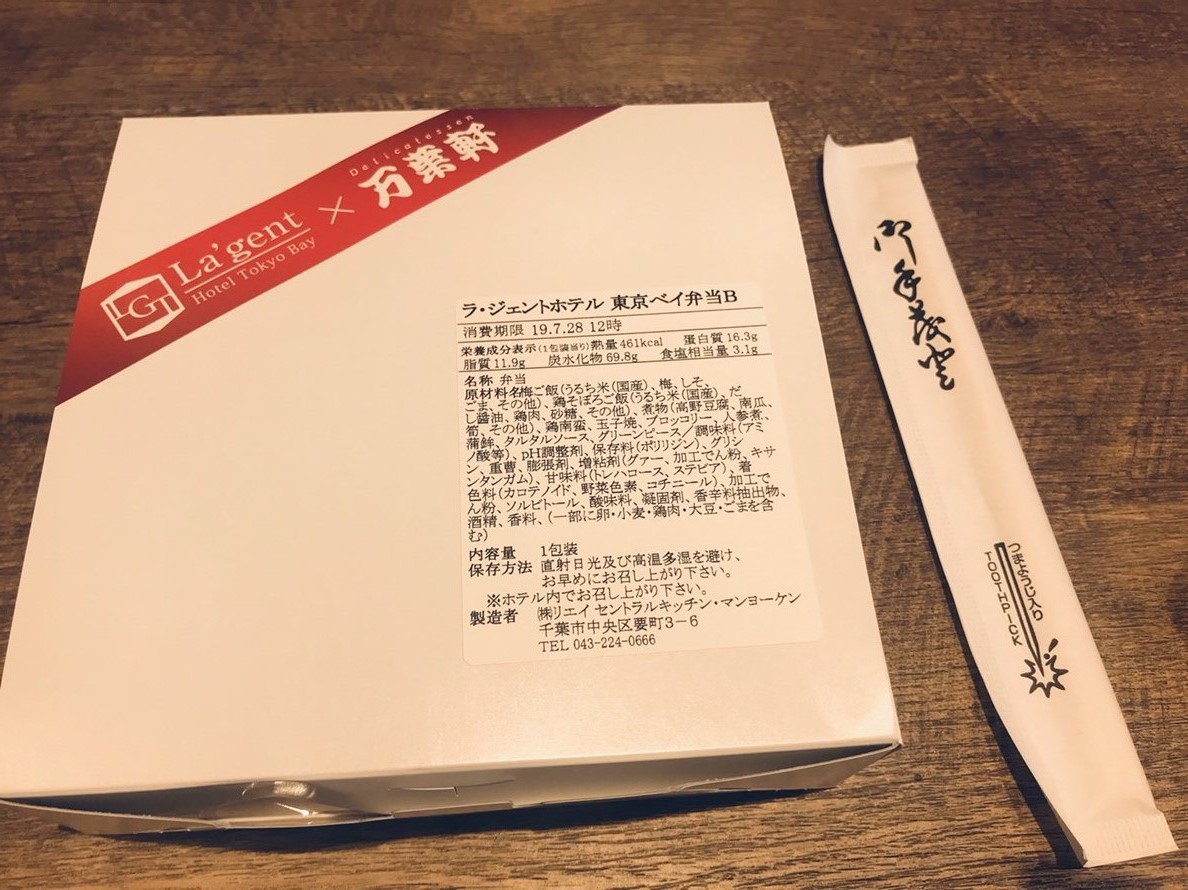 La'gent
Hotel Tokyo Bay
LGT
×
Delicatessen
万葉軒
ラ・ジェントホテル 東京ベイ弁当B
消費期限 19.7.28 12時
栄養成分表示(1包装当り)熱量461kcal 蛋白質16.3g
脂質11.9g 炭水化物69.8g 食塩相当量3.1g
名称 弁当
原材料名梅ご飯(うるち米(国産)、梅、しそ、
ごま、その他)、鶏そぼろご飯(うるち米(国産)、だ
し醤油、鶏肉、砂糖、その他)、煮物(高野豆腐、南瓜、
筍、その他)、鶏南蛮、玉子焼、ブロッコリー、人参煮、
蒲鉾、タルタルソース、グリーンピース／調味料(アミ
ノ酸等)、pH調整剤、保存料(ポリリジン)、グリシ
ン、重曹、膨張剤、増粘剤(グァー、加工でん粉、キサ
ンタンガム)、甘味料(トレハロース、ステビア)、着
色料(カロテノイド、野菜色素、コチニール)、加工で
ん粉、ソルビトール、酸味料、凝固剤、香辛料抽出物、
酒精、香料、(一部に卵・小麦・鶏肉・大豆・ごまを含
む)
内容量 1包装
保存方法 直射日光及び高温多湿を避け、
お早めにお召し上がり下さい。
※ホテル内でお召し上がり下さい。
製造者 ㈱リエイ セントラルキッチン・マンヨーケン
千葉市中央区要町3－6
TEL 043-224-0666
御手茂登
つまようじ入り
TOOTHPICK